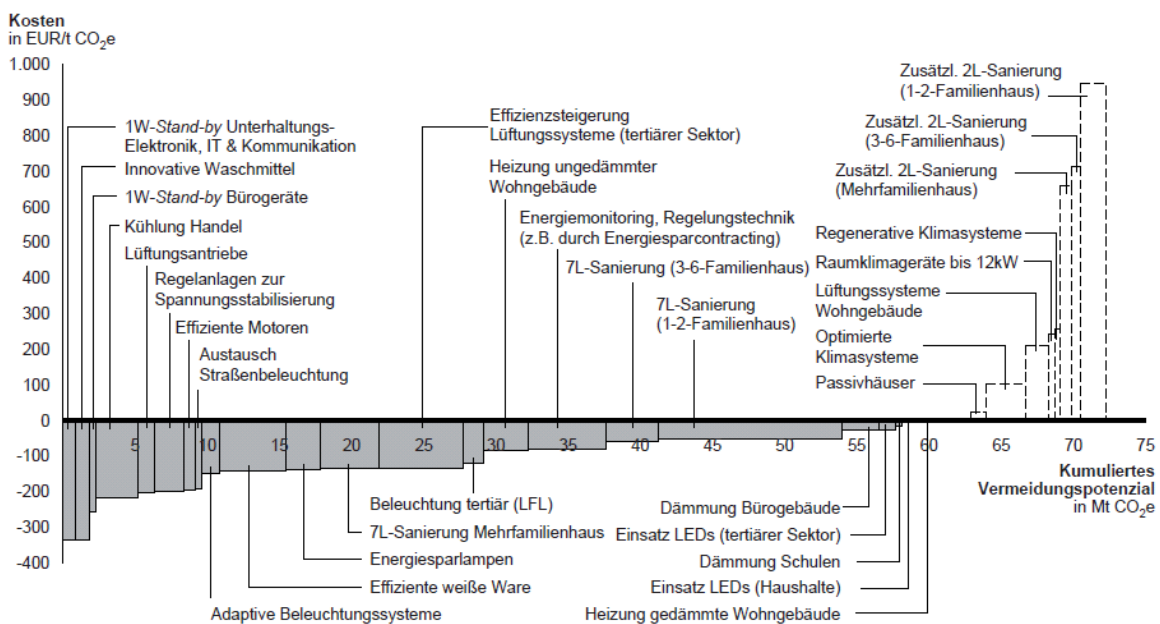 Kosten
in EUR/t CO2e
1.000
900
800
700
600
500
400
300
200
100
0
-100
-200
-300
-400
1W-Stand-by Unterhaltungs-
Elektronik, IT & Kommunikation
Innovative Waschmittel
1W-Stand-by Bürogeräte
Kühlung Handel
Lüftungsantriebe
Regelanlagen zur
Spannungsstabilisierung
Effiziente Motoren
Austausch
Straßenbeleuchtung
Effizienzsteigerung
Lüftungssysteme (tertiärer Sektor)
Heizung ungedämmter
Wohngebäude
Energiemonitoring, Regelungstechnik
(z.B. durch Energiesparcontracting)
7L-Sanierung (3-6-Familienhaus)
7L-Sanierung
(1-2-Familienhaus)
Zusätzl. 2L-Sanierung
(1-2-Familienhaus)
Zusätzl. 2L-Sanierung
(3-6-Familienhaus)
Zusätzl. 2L-Sanierung
(Mehrfamilienhaus)
Regenerative Klimasysteme
Raumklimageräte bis 12kW
Lüftungssysteme
Wohngebäude
Optimierte
Klimasysteme
Passivhäuser
5 10 15 20 25 30 35 40 45 50 55 60 65 70 75
Kumuliertes
Vermeidungspotenzial
in Mt CO2e
Beleuchtung tertiär (LFL)
7L-Sanierung Mehrfamilienhaus
Energiesparlampen
Effiziente weiße Ware
Adaptive Beleuchtungssysteme
Dämmung Bürogebäude
Einsatz LEDs (tertiärer Sektor)
Dämmung Schulen
Einsatz LEDs (Haushalte)
Heizung gedämmte Wohngebäude